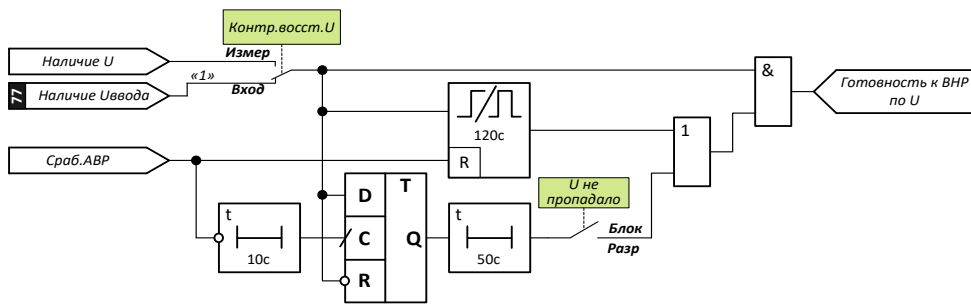 Контр.восст.U
Наличие U
Измер
«1»
77
Наличие Uввода
Вход
&
Готовность к ВНР
по U
120с
1
R
Сраб.АВР
U не
пропадало
D
T
t
C
Q
t
Блок
Разр
10с
50с
R